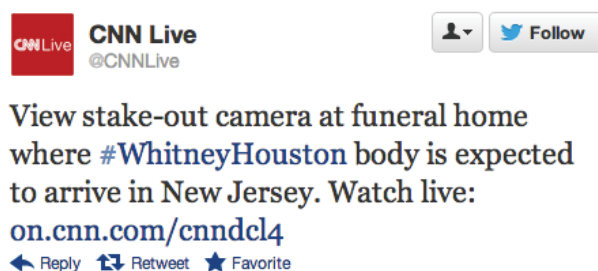 CNN Live
CNN Live
Follow
@CNNLive
View stake-out camera at funeral home
where #WhitneyHouston body is expected
to arrive in New Jersey. Watch live:
on.cnn.com/cnndcl4
Reply Retweet Favorite